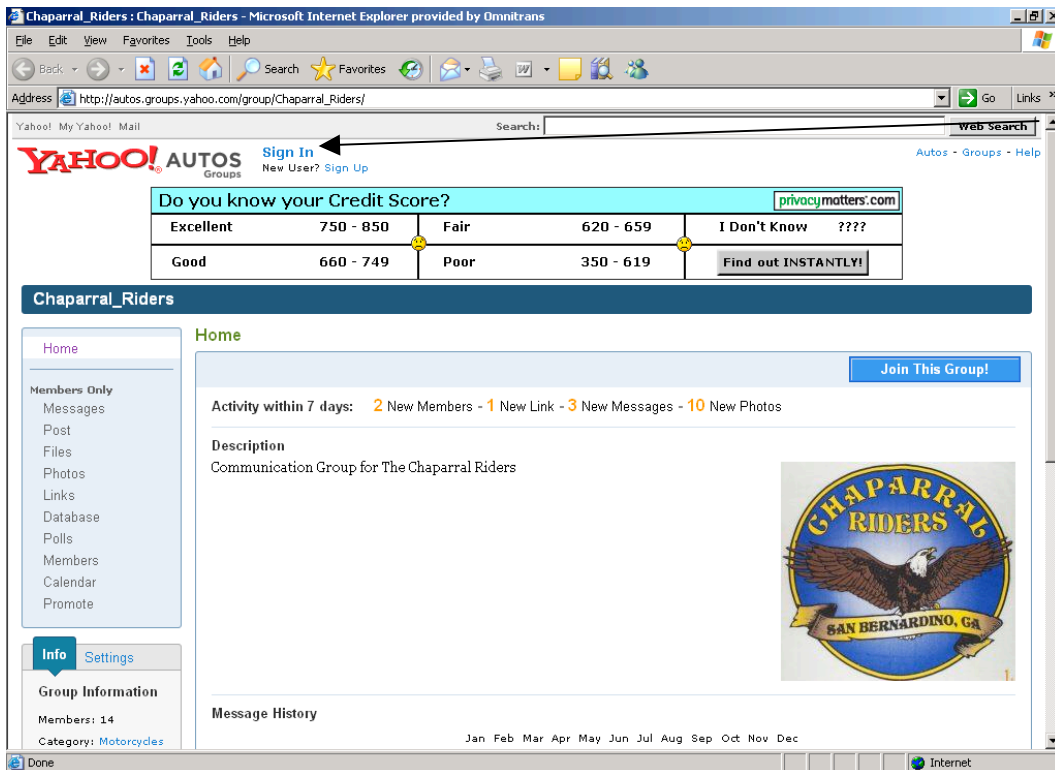 Chaparral_Riders : Chaparral_Riders - Microsoft Internet Explorer provided by Omnitrans
File Edit View Favorites Tools Help
Back Search Favorites
Address http://autos.groups.yahoo.com/group/Chaparral_Riders/ Go Links »
Yahoo! My Yahoo! Mail Search: Web Search
YAHOO! AUTOS Groups
Sign In
New User? Sign Up
Autos - Groups - Help
Do you know your Credit Score? privacymatters.com
Excellent 750 - 850 Fair 620 - 659 I Don't Know ????
Good 660 - 749 Poor 350 - 619 Find out INSTANTLY!
Chaparral_Riders
Home
Members Only
Messages
Post
Files
Photos
Links
Database
Polls
Members
Calendar
Promote
Info Settings
Group Information
Members: 14
Category: Motorcycles
Home
Join This Group!
Activity within 7 days: 2 New Members - 1 New Link - 3 New Messages - 10 New Photos
Description
Communication Group for The Chaparral Riders
CHAPARRAL
RIDERS
SAN BERNARDINO, CA
1.
Message History
Jan Feb Mar Apr May Jun Jul Aug Sep Oct Nov Dec
Done Internet